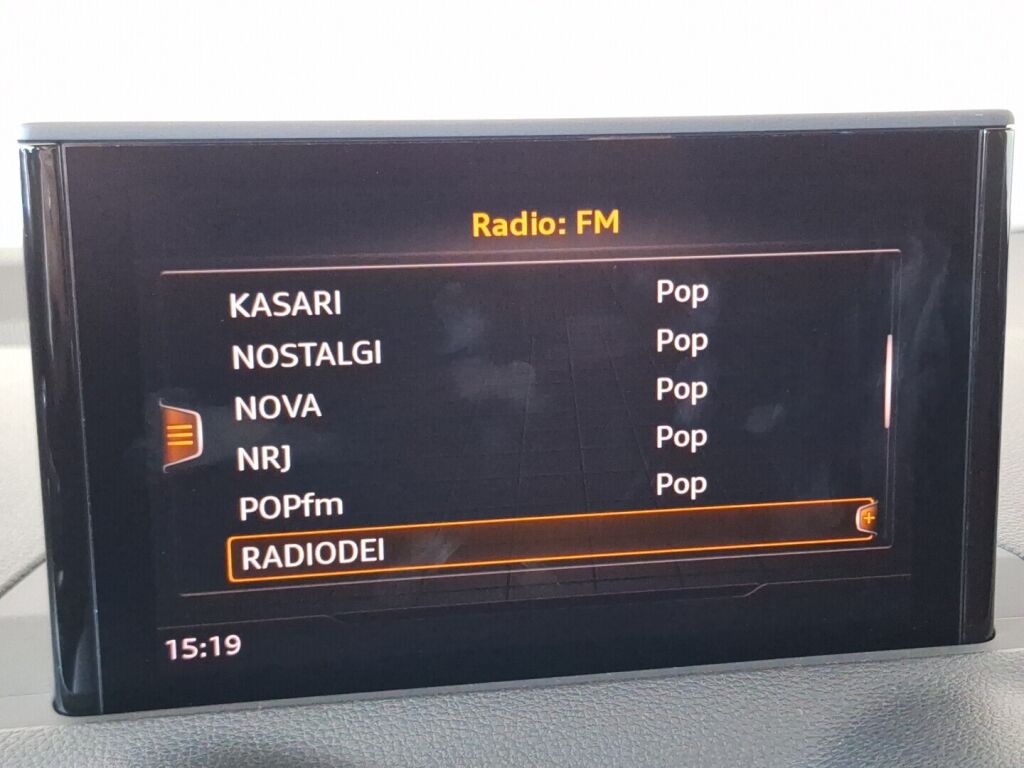 Radio: FM
KASARI Pop
NOSTALGI Pop
NOVA Pop
NRJ Pop
POPfm Pop
RADIODEI
15:19